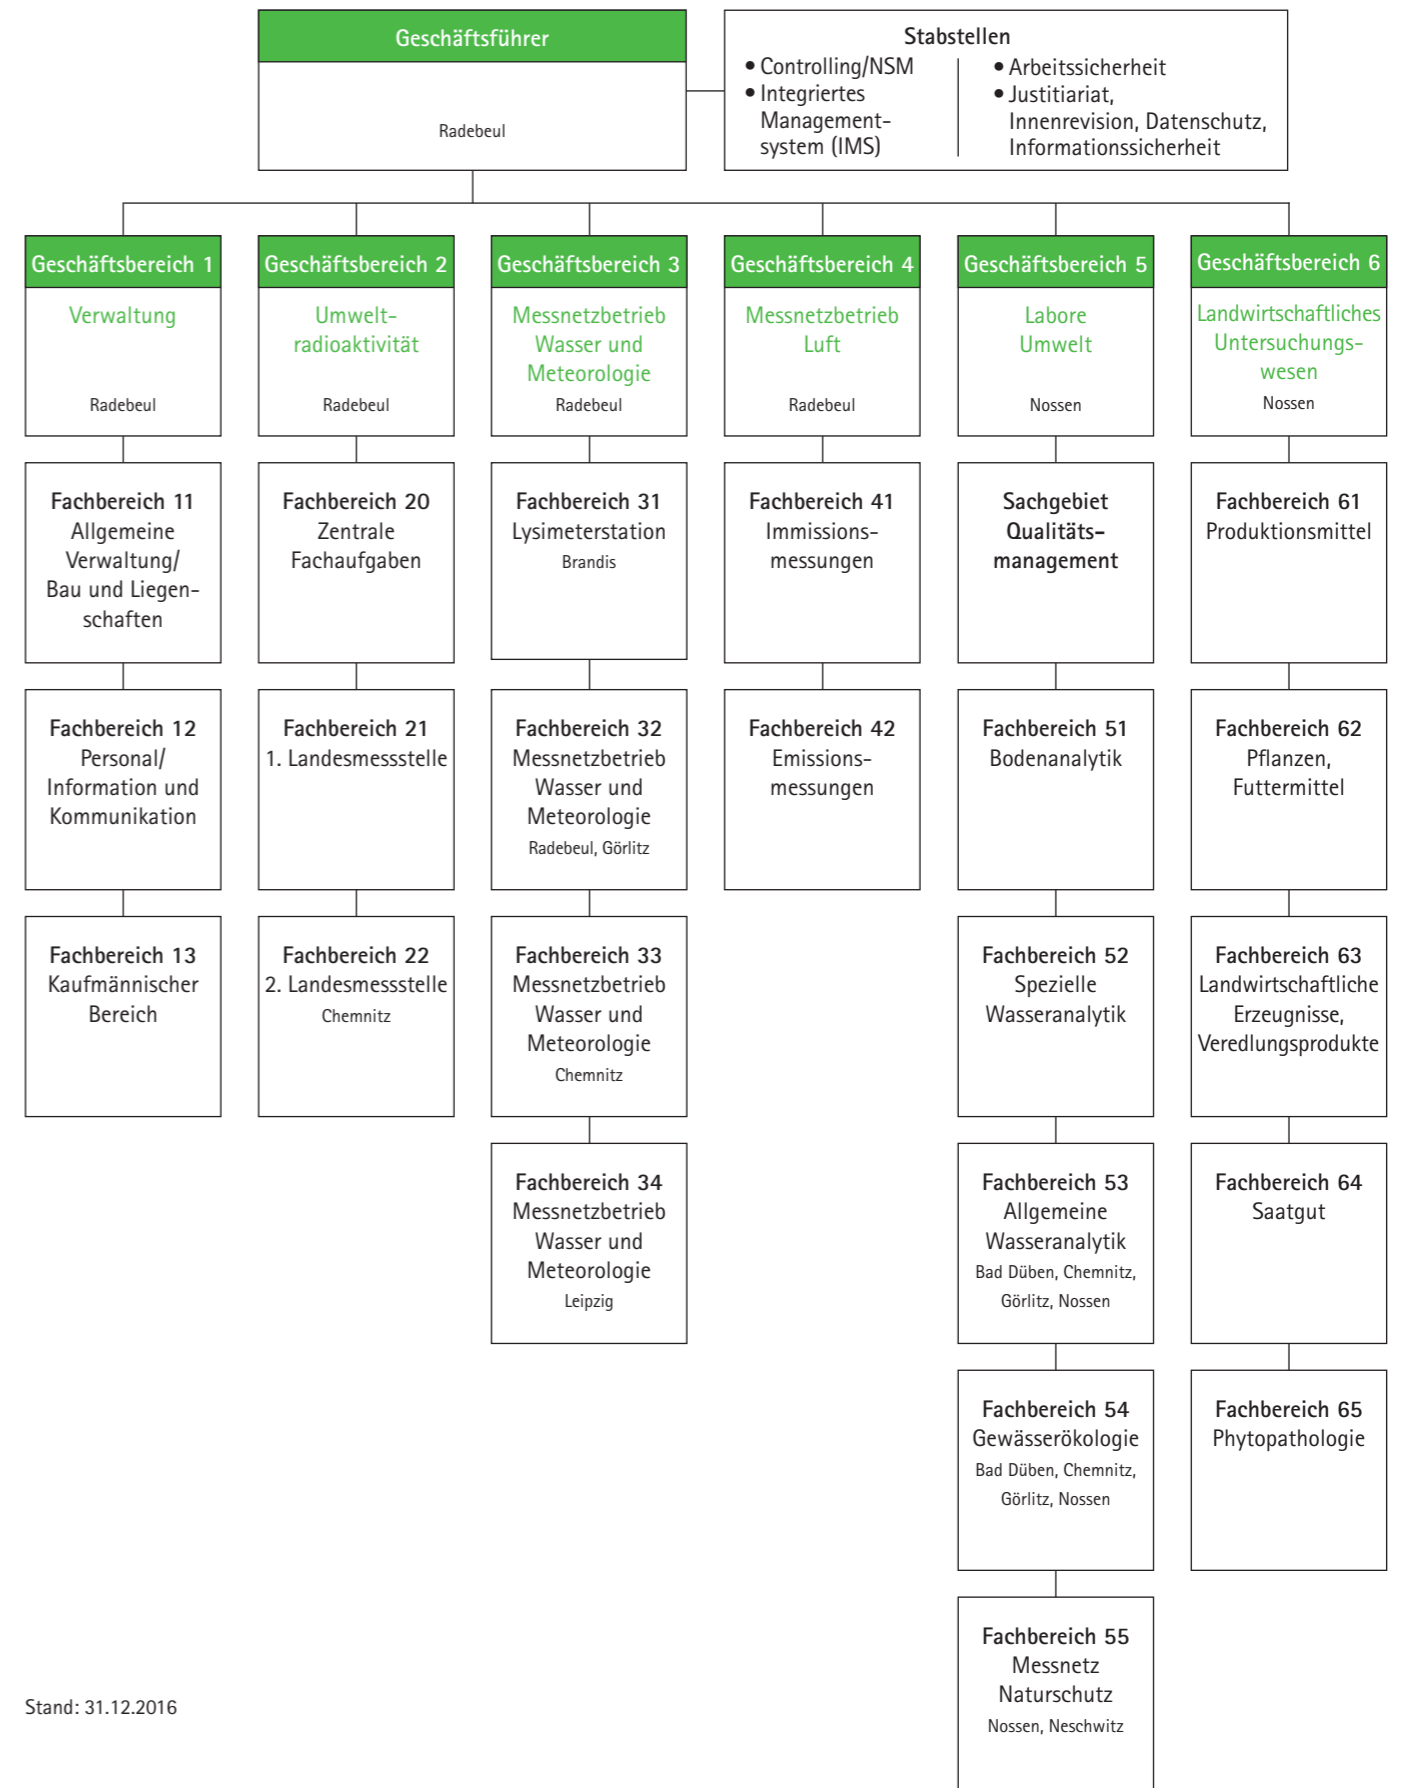 Geschäftsführer
Radebeul
Stabstellen
• Controlling/NSM
• Integriertes
Management-
system (IMS)
• Arbeitssicherheit
• Justitiariat,
Innenrevision, Datenschutz,
Informationssicherheit
Geschäftsbereich 1
Verwaltung
Radebeul
Fachbereich 11
Allgemeine
Verwaltung/
Bau und Liegen-
schaften
Fachbereich 12
Personal/
Information und
Kommunikation
Fachbereich 13
Kaufmännischer
Bereich
Geschäftsbereich 2
Umwelt-
radioaktivität
Radebeul
Fachbereich 20
Zentrale
Fachaufgaben
Fachbereich 21
1. Landesmessstelle
Fachbereich 22
2. Landesmessstelle
Chemnitz
Geschäftsbereich 3
Messnetzbetrieb
Wasser und
Meteorologie
Radebeul
Fachbereich 31
Lysimeterstation
Brandis
Fachbereich 32
Messnetzbetrieb
Wasser und
Meteorologie
Radebeul, Görlitz
Fachbereich 33
Messnetzbetrieb
Wasser und
Meteorologie
Chemnitz
Fachbereich 34
Messnetzbetrieb
Wasser und
Meteorologie
Leipzig
Geschäftsbereich 4
Messnetzbetrieb
Luft
Radebeul
Fachbereich 41
Immissions-
messungen
Fachbereich 42
Emissions-
messungen
Geschäftsbereich 5
Labore
Umwelt
Nossen
Sachgebiet
Qualitäts-
management
Fachbereich 51
Bodenanalytik
Fachbereich 52
Spezielle
Wasseranalytik
Fachbereich 53
Allgemeine
Wasseranalytik
Bad Düben, Chemnitz,
Görlitz, Nossen
Fachbereich 54
Gewässerökologie
Bad Düben, Chemnitz,
Görlitz, Nossen
Fachbereich 55
Messnetz
Naturschutz
Nossen, Neschwitz
Geschäftsbereich 6
Landwirtschaftliches
Untersuchungs-
wesen
Nossen
Fachbereich 61
Produktionsmittel
Fachbereich 62
Pflanzen,
Futtermittel
Fachbereich 63
Landwirtschaftliche
Erzeugnisse,
Veredlungsprodukte
Fachbereich 64
Saatgut
Fachbereich 65
Phytopathologie
Stand: 31.12.2016